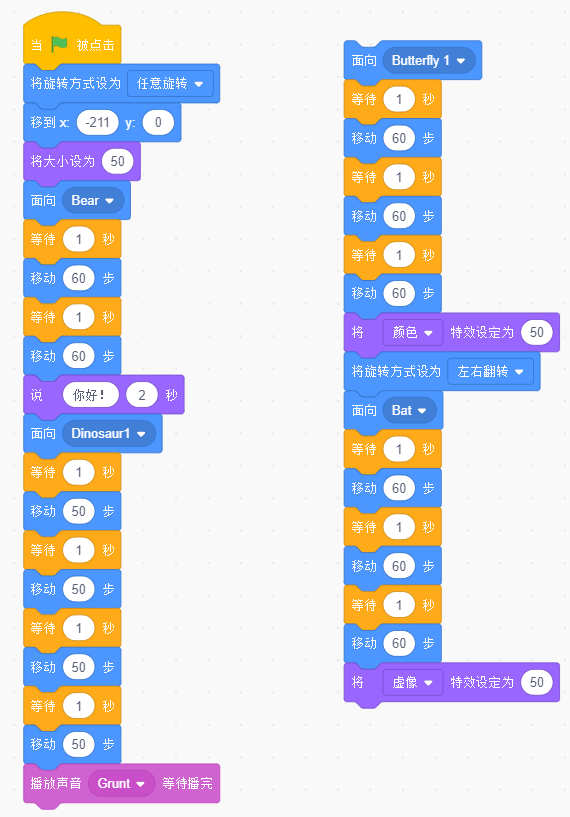 当 被点击
将旋转方式设为 任意旋转
移到 x: -211 y: 0
将大小设为 50
面向 Bear
等待 1 秒
移动 60 步
等待 1 秒
移动 60 步
说 你好! 2 秒
面向 Dinosaur1
等待 1 秒
移动 50 步
等待 1 秒
移动 50 步
等待 1 秒
移动 50 步
等待 1 秒
移动 50 步
播放声音 Grunt 等待播完
面向 Butterfly 1
等待 1 秒
移动 60 步
等待 1 秒
移动 60 步
等待 1 秒
移动 60 步
将 颜色 特效设定为 50
将旋转方式设为 左右翻转
面向 Bat
等待 1 秒
移动 60 步
等待 1 秒
移动 60 步
等待 1 秒
移动 60 步
将 虚像 特效设定为 50